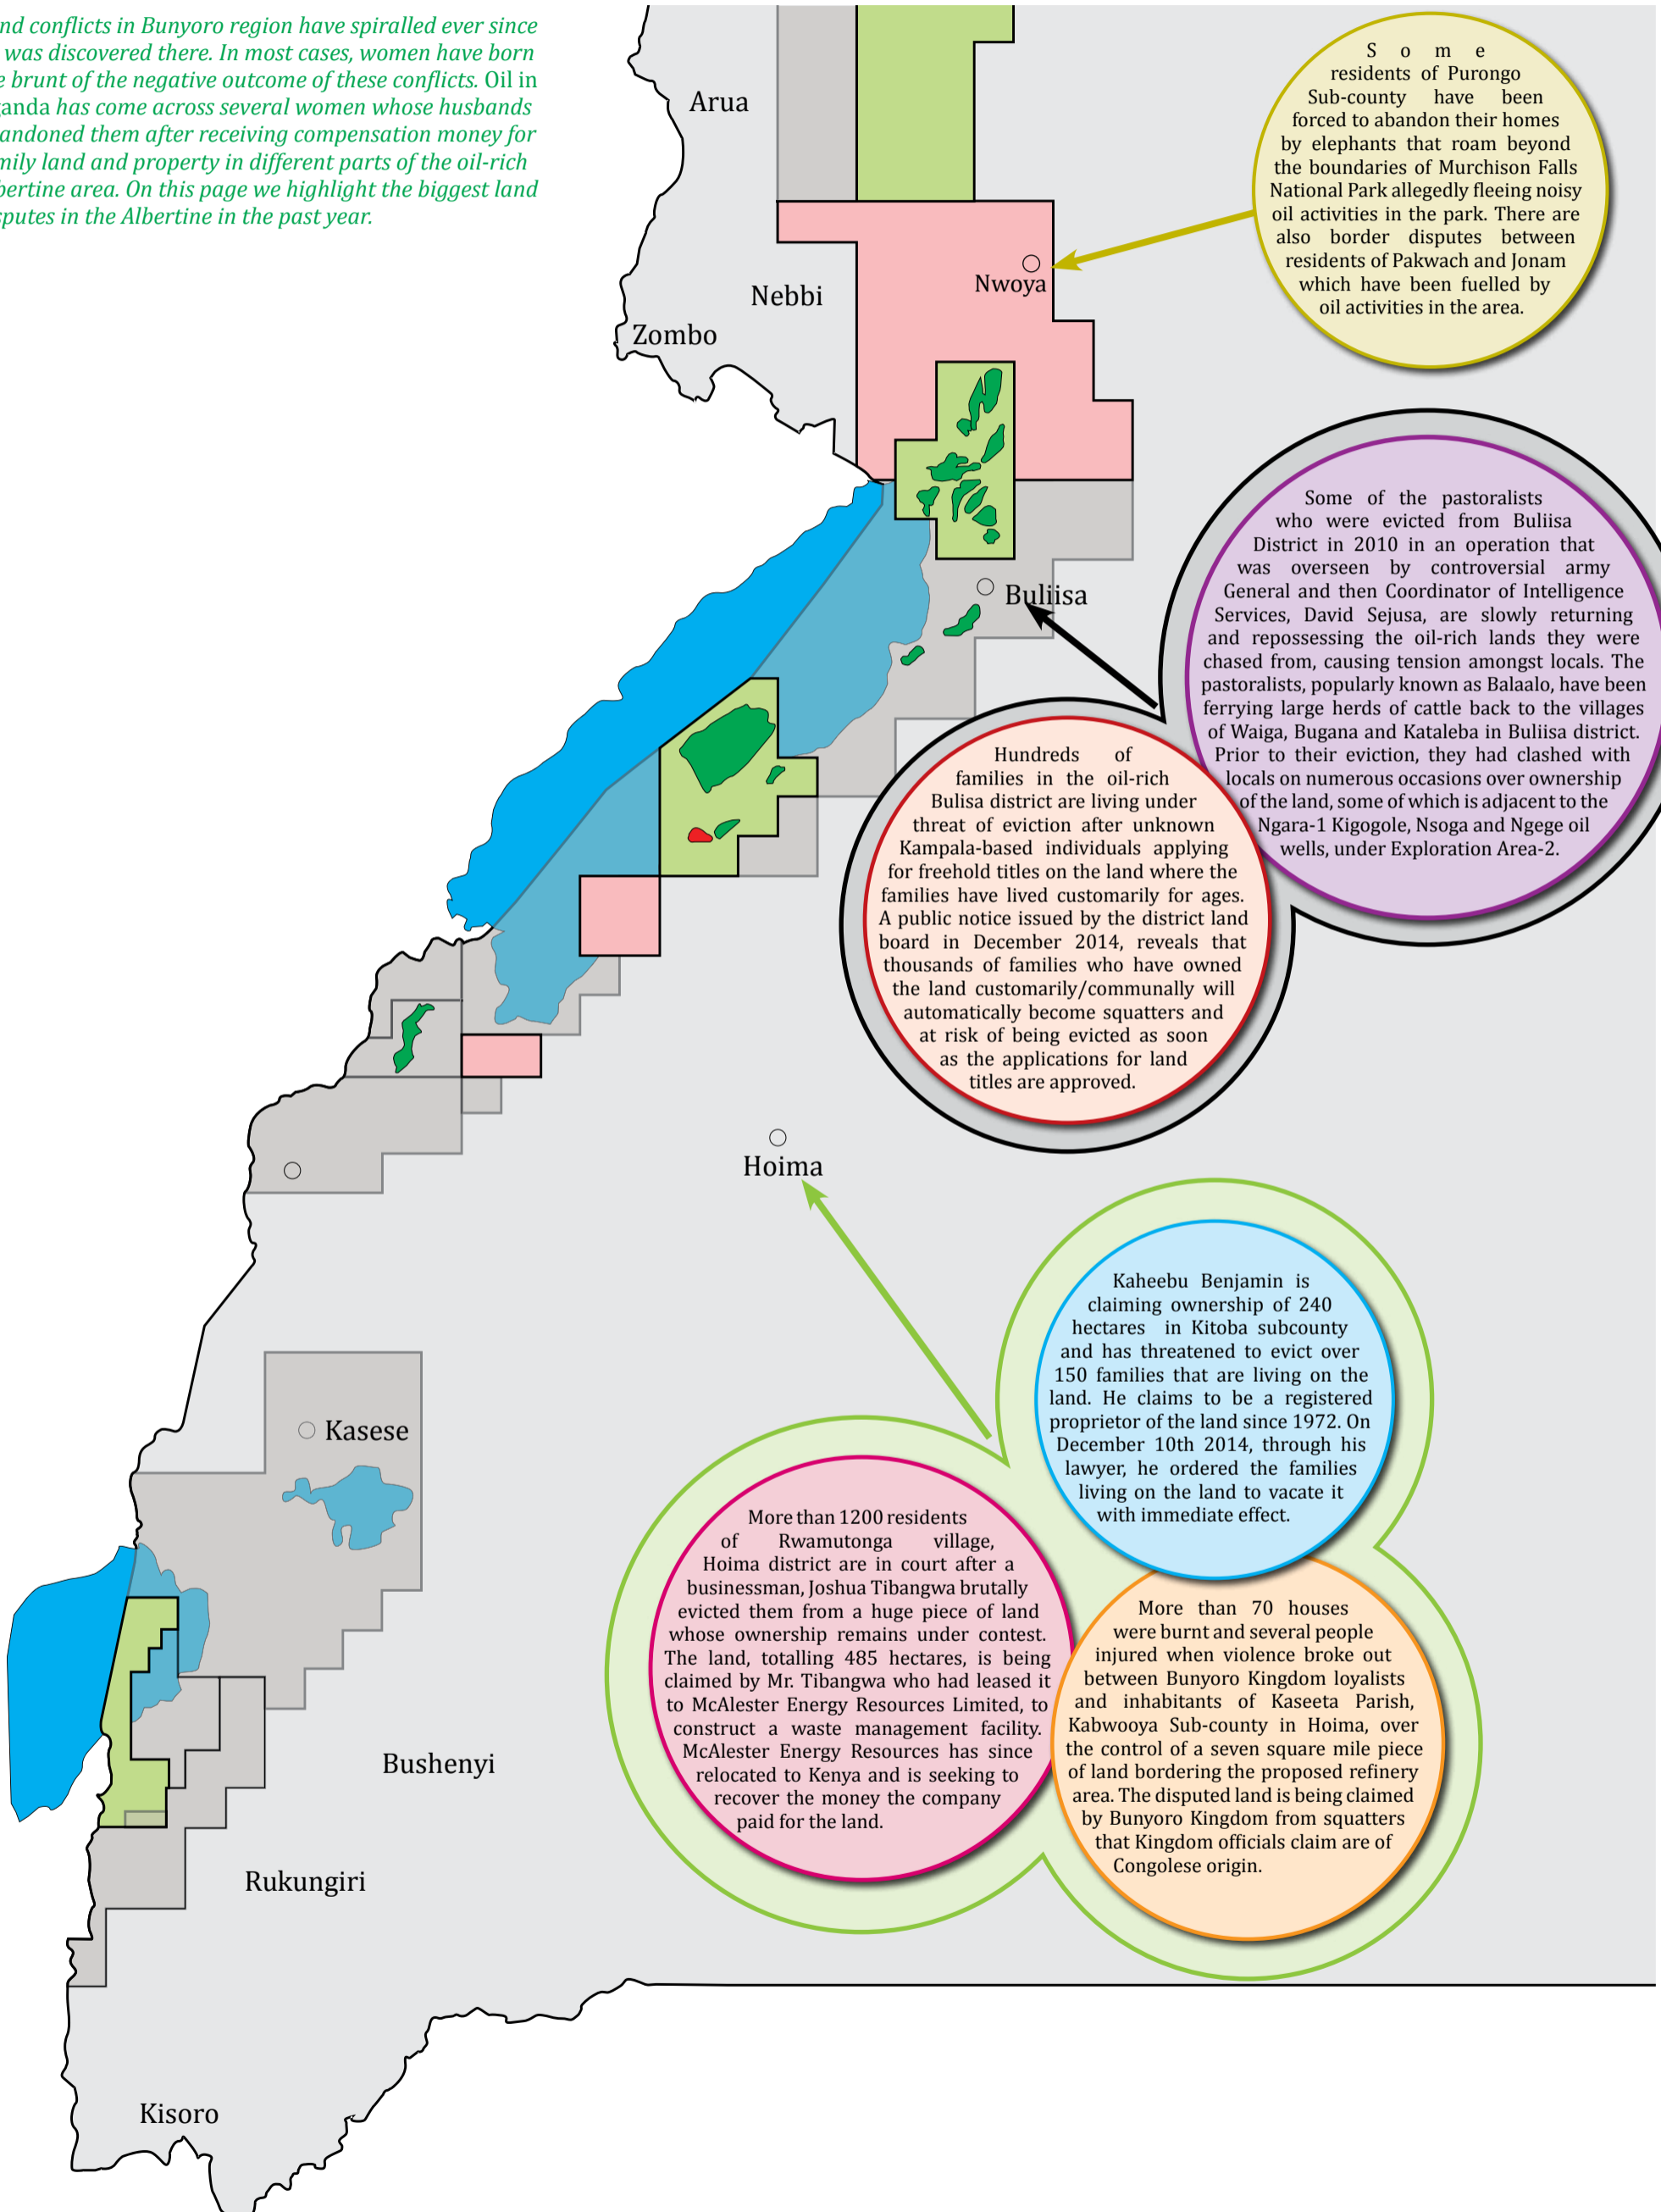 nd conflicts in Bunyoro region have spiralled ever since
was discovered there. In most cases, women have born
e brunt of the negative outcome of these conflicts. Oil in
anda has come across several women whose husbands
andoned them after receiving compensation money for
mily land and property in different parts of the oil-rich
bertine area. On this page we highlight the biggest land
sputes in the Albertine in the past year.
Arua
Nebbi
Zombo
Nwoya
Some
residents of Purongo
Sub-county have been
forced to abandon their homes
by elephants that roam beyond
the boundaries of Murchison Falls
National Park allegedly fleeing noisy
oil activities in the park. There are
also border disputes between
residents of Pakwach and Jonam
which have been fuelled by
oil activities in the area.
Buliisa
Some of the pastoralists
who were evicted from Buliisa
District in 2010 in an operation that
was overseen by controversial army
General and then Coordinator of Intelligence
Services, David Sejusa, are slowly returning
and repossessing the oil-rich lands they were
chased from, causing tension amongst locals. The
pastoralists, popularly known as Balaalo, have been
ferrying large herds of cattle back to the villages
of Waiga, Bugana and Kataleba in Buliisa district.
Prior to their eviction, they had clashed with
locals on numerous occasions over ownership
of the land, some of which is adjacent to the
Ngara-1 Kigogole, Nsoga and Ngege oil
wells, under Exploration Area-2.
Hundreds of
families in the oil-rich
Bulisa district are living under
threat of eviction after unknown
Kampala-based individuals applying
for freehold titles on the land where the
families have lived customarily for ages.
A public notice issued by the district land
board in December 2014, reveals that
thousands of families who have owned
the land customarily/communally will
automatically become squatters and
at risk of being evicted as soon
as the applications for land
titles are approved.
Hoima
Kaheebu Benjamin is
claiming ownership of 240
hectares in Kitoba subcounty
and has threatened to evict over
150 families that are living on the
land. He claims to be a registered
proprietor of the land since 1972. On
December 10th 2014, through his
lawyer, he ordered the families
living on the land to vacate it
with immediate effect.
Kasese
More than 1200 residents
of Rwamutonga village,
Hoima district are in court after a
businessman, Joshua Tibangwa brutally
evicted them from a huge piece of land
whose ownership remains under contest.
The land, totalling 485 hectares, is being
claimed by Mr. Tibangwa who had leased it
to McAlester Energy Resources Limited, to
construct a waste management facility.
McAlester Energy Resources has since
relocated to Kenya and is seeking to
recover the money the company
paid for the land.
More than 70 houses
were burnt and several people
injured when violence broke out
between Bunyoro Kingdom loyalists
and inhabitants of Kaseeta Parish,
Kabwooya Sub-county in Hoima, over
the control of a seven square mile piece
of land bordering the proposed refinery
area. The disputed land is being claimed
by Bunyoro Kingdom from squatters
that Kingdom officials claim are of
Congolese origin.
Bushenyi
Rukungiri
Kisoro